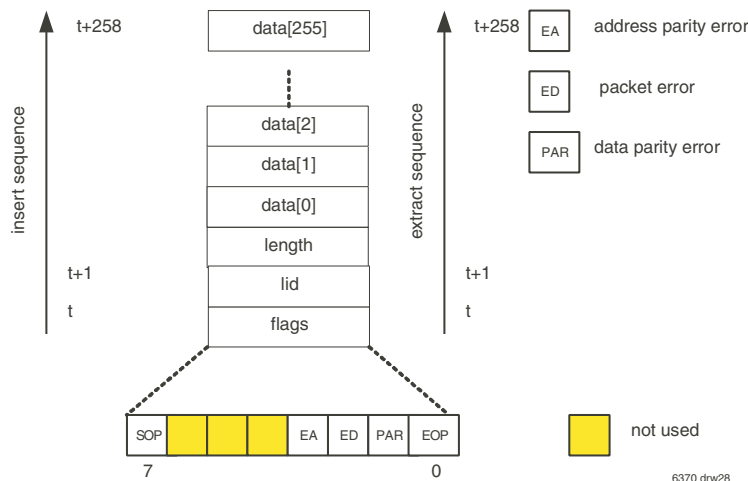 t+258
data[255]
t+258
EA
address parity error
ED
packet error
PAR
data parity error
insert sequence
extract sequence
data[2]
data[1]
data[0]
length
lid
flags
t+1
t
t+1
t
SOP
EA
ED
PAR
EOP
7
0
not used
6370 drw28